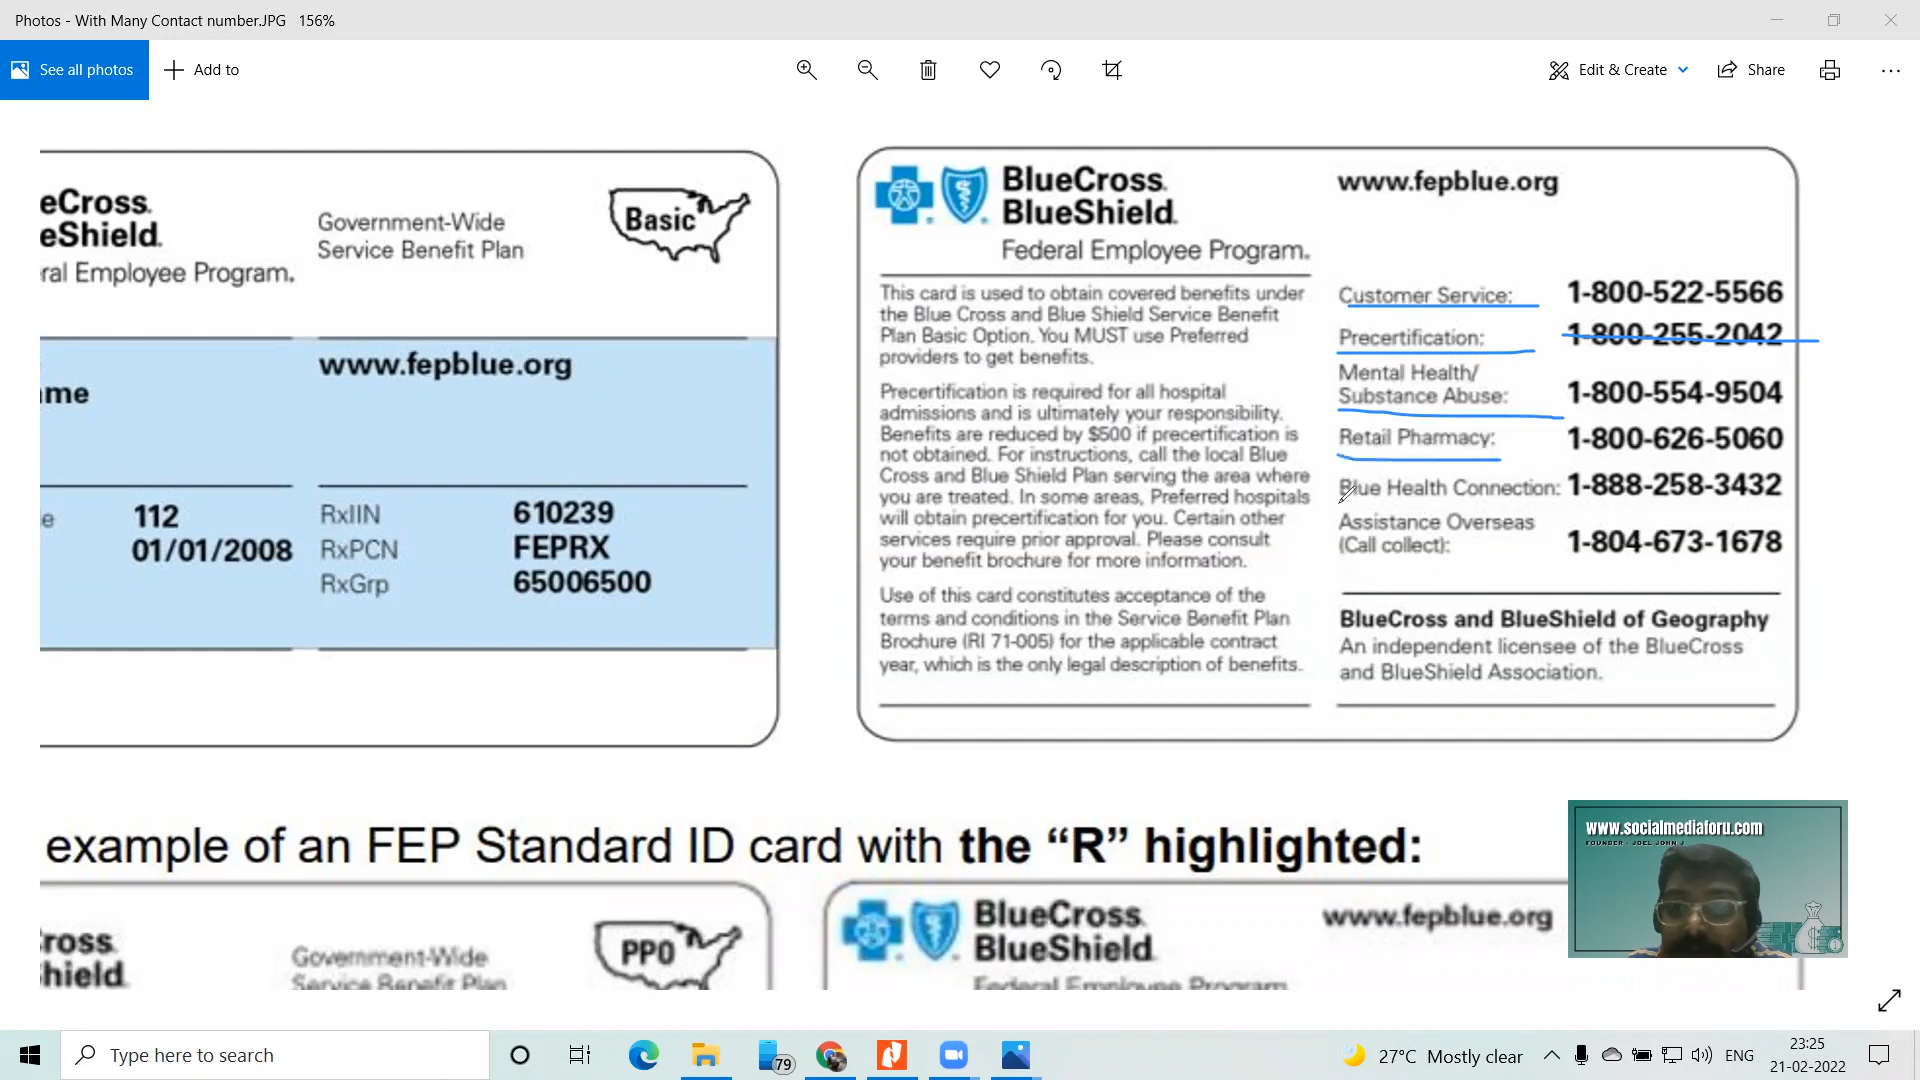 Photos - With Many Contact number.JPG 156%
See all photos
Add to
Edit & Create
Share
eCross
eShield.
Federal Employee Program.
Government-Wide
Service Benefit Plan
Basic
www.fepblue.org
112
01/01/2008
RxIIN 610239
RxPCN FEPRX
RxGrp 65006500
BlueCross.
BlueShield.
Federal Employee Program.
This card is used to obtain covered benefits under
the Blue Cross and Blue Shield Service Benefit
Plan Basic Option. You MUST use Preferred
providers to get benefits.
Precertification is required for all hospital
admissions and is ultimately your responsibility.
Benefits are reduced by $500 if precertification is
not obtained. For instructions, call the local Blue
Cross and Blue Shield Plan serving the area where
you are treated. In some areas, Preferred hospitals
will obtain precertification for you. Certain other
services require prior approval. Please consult
your benefit brochure for more information.
Use of this card constitutes acceptance of the
terms and conditions in the Service Benefit Plan
Brochure (RI 71-005) for the applicable contract
year, which is the only legal description of benefits.
www.fepblue.org
Customer Service: 1-800-522-5566
Precertification: 1-800-255-2042
Mental Health/
Substance Abuse: 1-800-554-9504
Retail Pharmacy: 1-800-626-5060
Blue Health Connection: 1-888-258-3432
Assistance Overseas
(Call collect): 1-804-673-1678
BlueCross and BlueShield of Geography
An independent licensee of the BlueCross
and BlueShield Association.
example of an FEP Standard ID card with the “R” highlighted:
ross.
hield.
Government-Wide
Service Benefit Plan
PPO
BlueCross.
BlueShield.
Federal Employee Program
www.fepblue.org
www.socialmediaforu.com
FOUNDER - JOEL JOHN J
Type here to search
79
27°C Mostly clear
ENG
23:25
21-02-2022